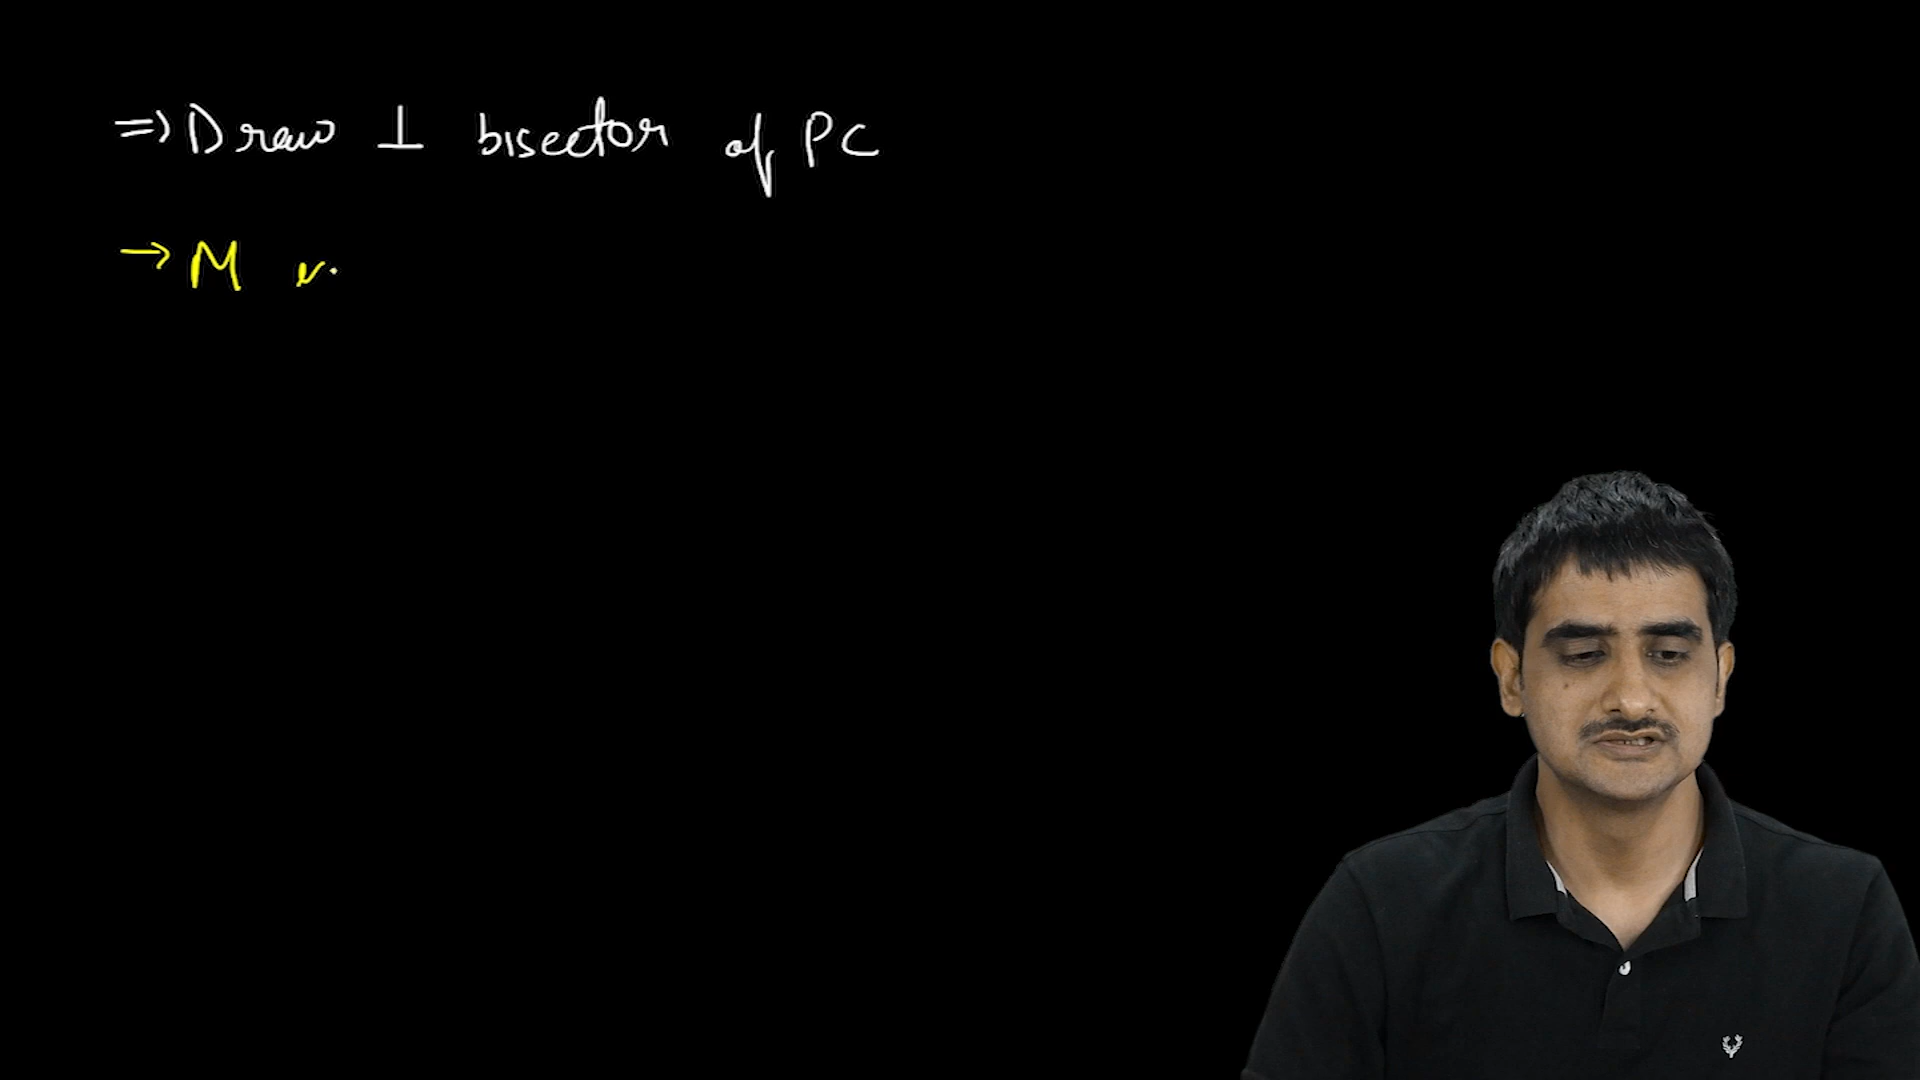 => Draw ⊥ bisector of PC
→ M